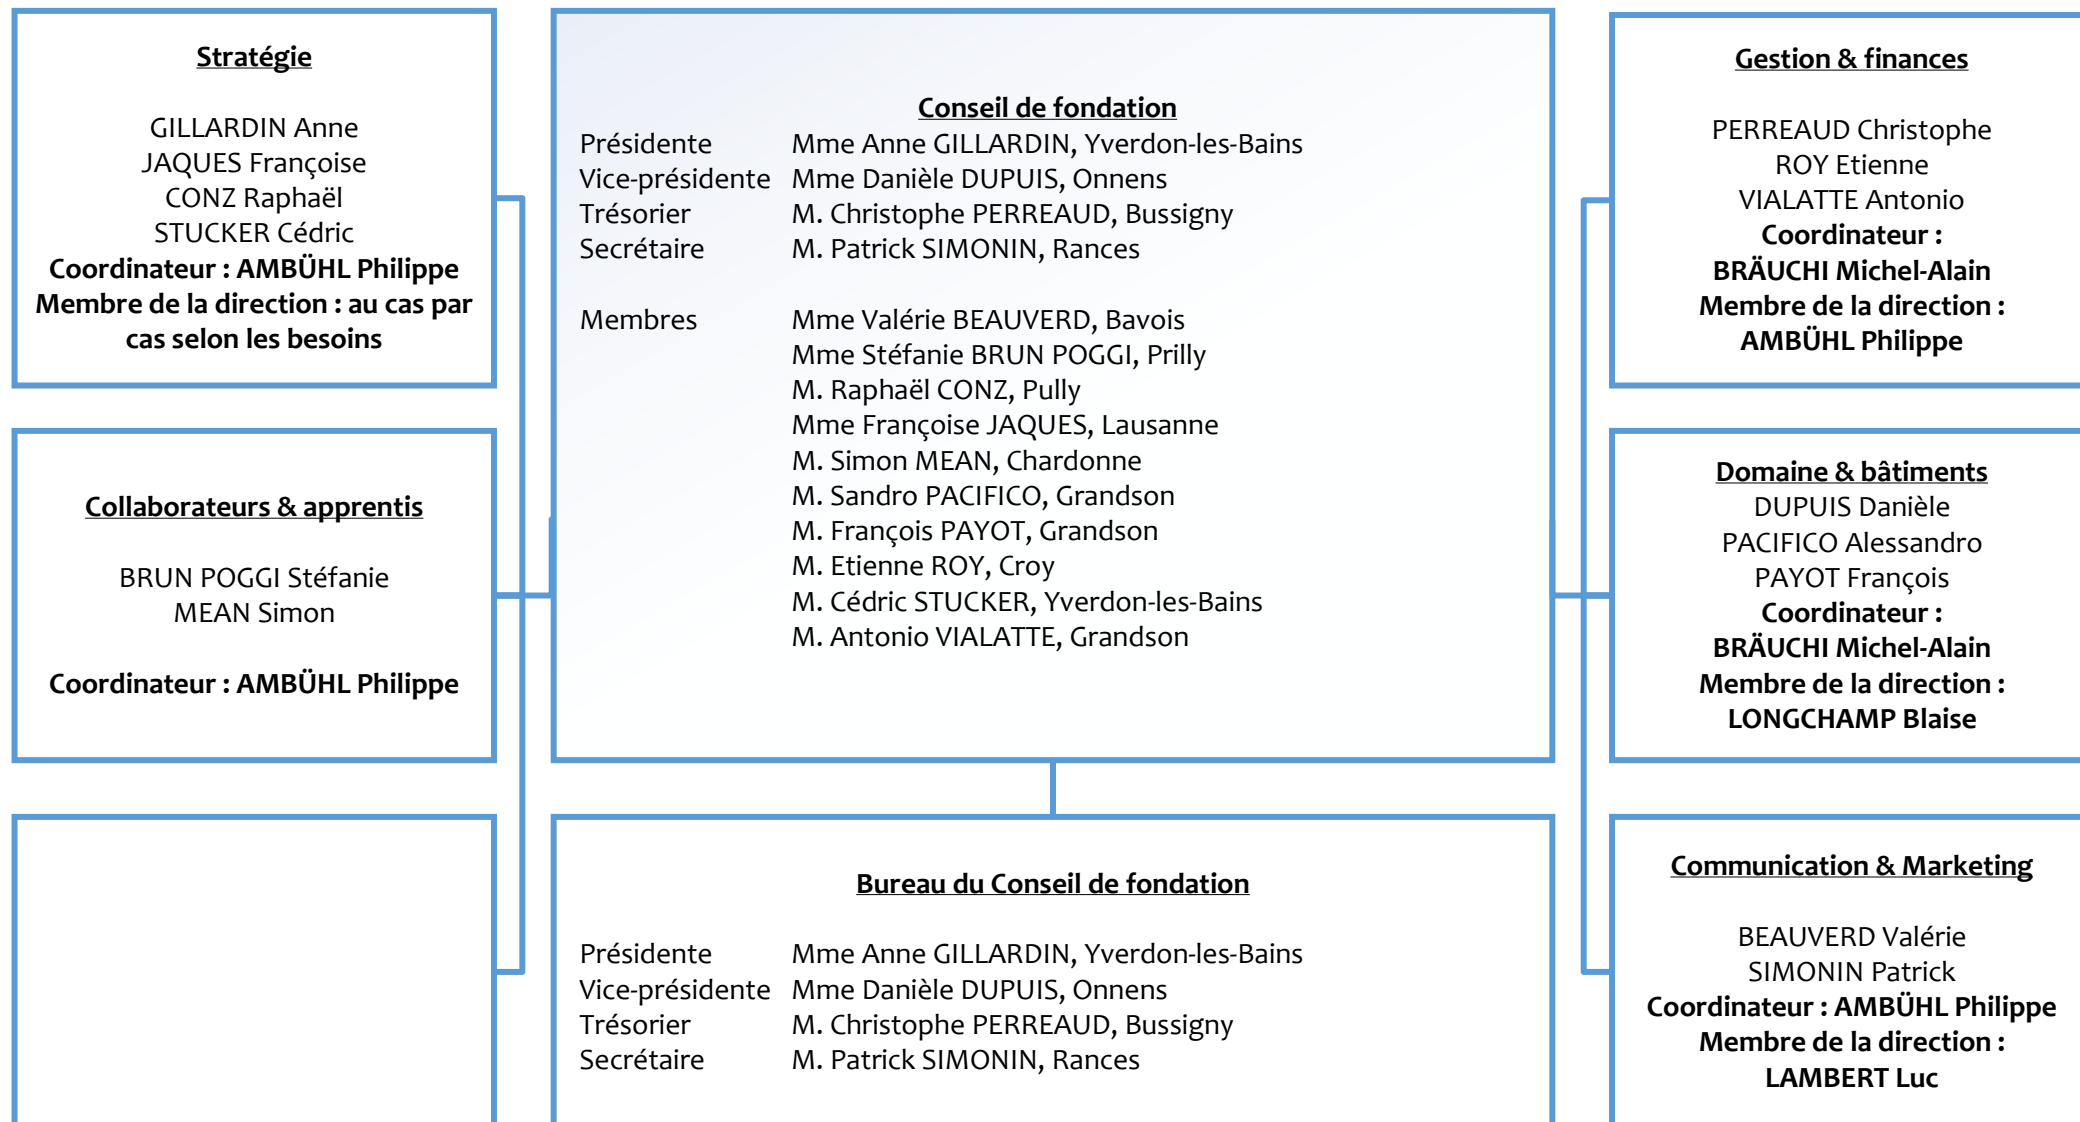 Stratégie
GILLARDIN Anne
JAQUES Françoise
CONZ Raphaël
STUCKER Cédric
Coordinateur : AMBÜHL Philippe
Membre de la direction : au cas par
cas selon les besoins
Collaborateurs & apprentis
BRUN POGGI Stéfanie
MEAN Simon
Coordinateur : AMBÜHL Philippe
Conseil de fondation
Présidente Mme Anne GILLARDIN, Yverdon-les-Bains
Vice-présidente Mme Danièle DUPUIS, Onnens
Trésorier M. Christophe PERREAUD, Bussigny
Secrétaire M. Patrick SIMONIN, Rances
Membres Mme Valérie BEAUVERD, Bavois
Mme Stéfanie BRUN POGGI, Prilly
M. Raphaël CONZ, Pully
Mme Françoise JAQUES, Lausanne
M. Simon MEAN, Chardonne
M. Sandro PACIFICO, Grandson
M. François PAYOT, Grandson
M. Etienne ROY, Croy
M. Cédric STUCKER, Yverdon-les-Bains
M. Antonio VIALATTE, Grandson
Bureau du Conseil de fondation
Présidente Mme Anne GILLARDIN, Yverdon-les-Bains
Vice-présidente Mme Danièle DUPUIS, Onnens
Trésorier M. Christophe PERREAUD, Bussigny
Secrétaire M. Patrick SIMONIN, Rances
Gestion & finances
PERREAUD Christophe
ROY Etienne
VIALATTE Antonio
Coordinateur :
BRÄUCHI Michel-Alain
Membre de la direction :
AMBÜHL Philippe
Domaine & bâtiments
DUPUIS Danièle
PACIFICO Alessandro
PAYOT François
Coordinateur :
BRÄUCHI Michel-Alain
Membre de la direction :
LONGCHAMP Blaise
Communication & Marketing
BEAUVERD Valérie
SIMONIN Patrick
Coordinateur : AMBÜHL Philippe
Membre de la direction :
LAMBERT Luc